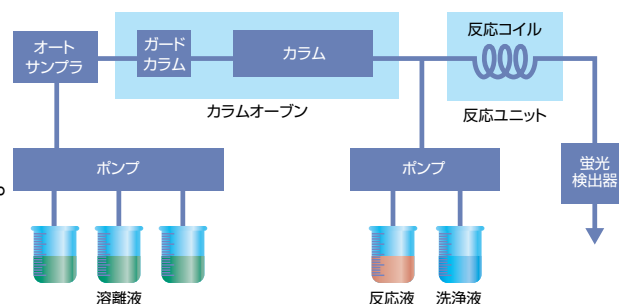 オート
サンプラ
ガード
カラム
カラム
カラムオーブン
反応コイル
反応ユニット
ポンプ
ポンプ
蛍光
検出器
溶離液
反応液
洗浄液